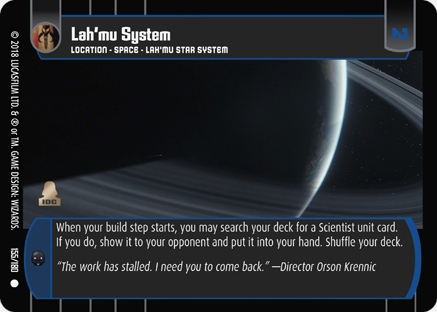 Lah'mu System
LOCATION - SPACE - LAH'MU STAR SYSTEM
N
IDC
When your build step starts, you may search your deck for a Scientist unit card.
If you do, show it to your opponent and put it into your hand. Shuffle your deck.
“The work has stalled. I need you to come back.” —Director Orson Krennic
© 2018 LUCASFILM LTD. & ® or TM. GAME DESIGN: WIZARDS. 155/180